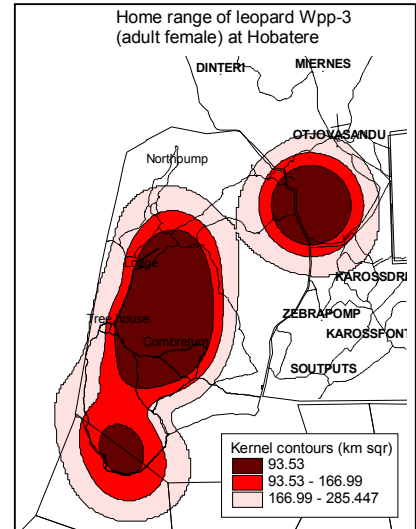 Home range of leopard Wpp-3
(adult female) at Hobatere
DINTERI
MIERNES
OTJOVASANDU
Northpump
Lodge
KAROSSDRI
Tree house
ZEBRAPOMP
Combretum
KAROSSFONT
SOUTPUTS
Kernel contours (km sqr)
93.53
93.53 - 166.99
166.99 - 285.447